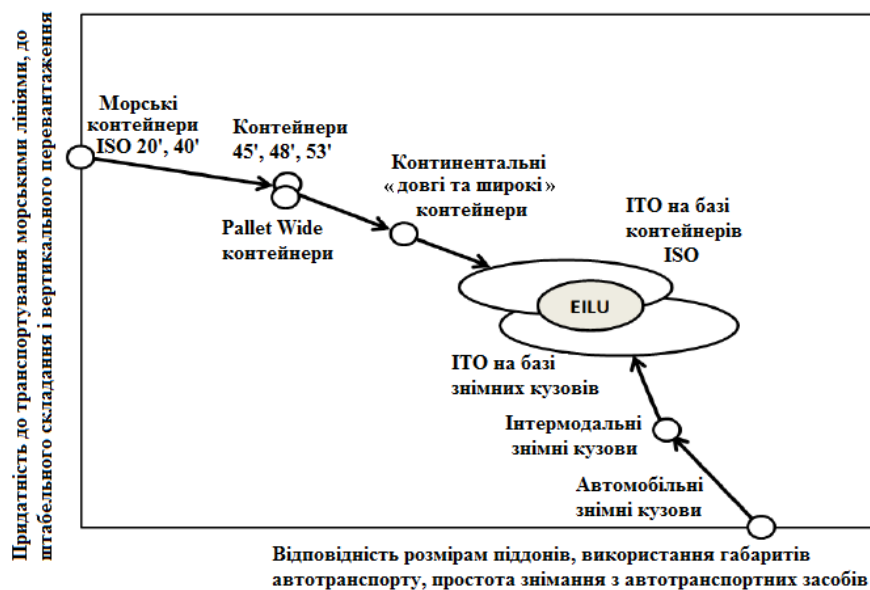 Придатність до транспортування морськими лініями, до
штабельного складання і вертикального перевантаження
Морські
контейнери
ISO 20', 40'
Контейнери
45', 48', 53'
Pallet Wide
контейнери
Континентальні
«довгі та широкі»
контейнери
ІТО на базі
контейнерів
ISO
EILU
ІТО на базі
знімних кузовів
Інтермодальні
знімні кузови
Автомобільні
знімні кузови
Відповідність розмірам піддонів, використання габаритів
автотранспорту, простота знімання з автотранспортних засобів